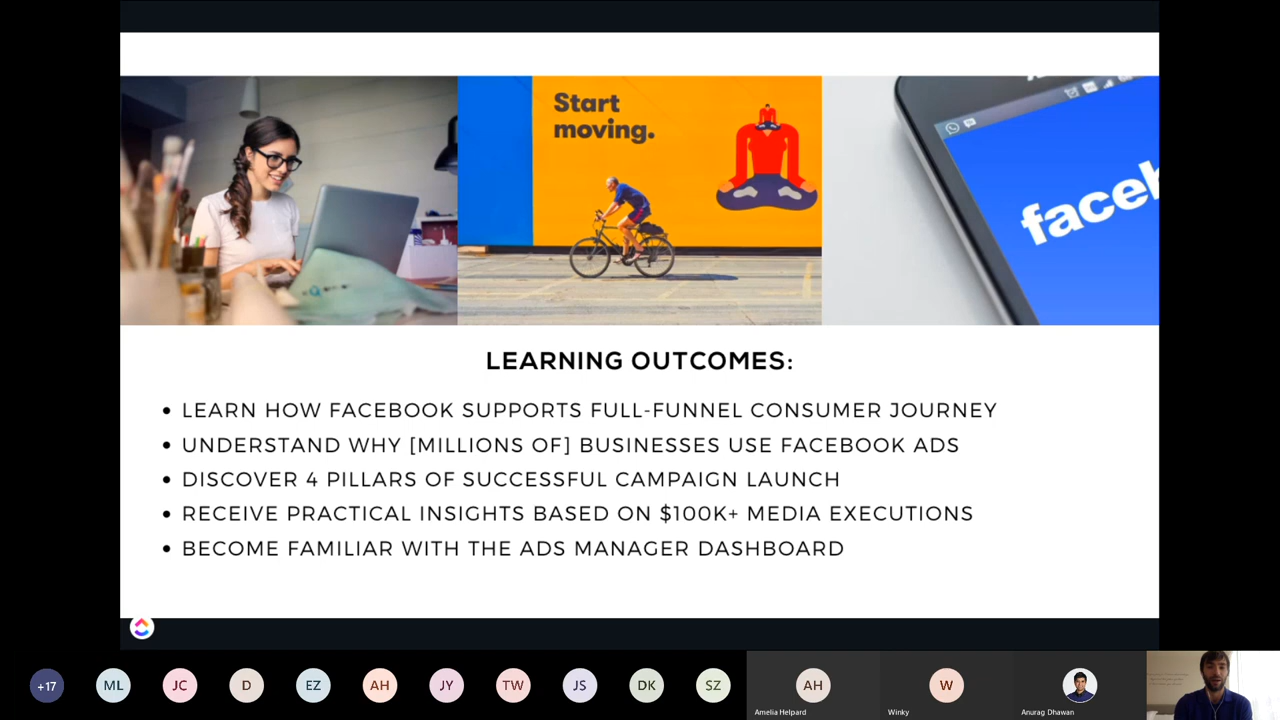 Start
moving.
faceb
LEARNING OUTCOMES:
LEARN HOW FACEBOOK SUPPORTS FULL-FUNNEL CONSUMER JOURNEY
UNDERSTAND WHY [MILLIONS OF] BUSINESSES USE FACEBOOK ADS
DISCOVER 4 PILLARS OF SUCCESSFUL CAMPAIGN LAUNCH
RECEIVE PRACTICAL INSIGHTS BASED ON $100K+ MEDIA EXECUTIONS
BECOME FAMILIAR WITH THE ADS MANAGER DASHBOARD
+17 ML JC D EZ AH JY TW JS DK SZ AH W
Amelia Helpard Winky Anurag Dhawan